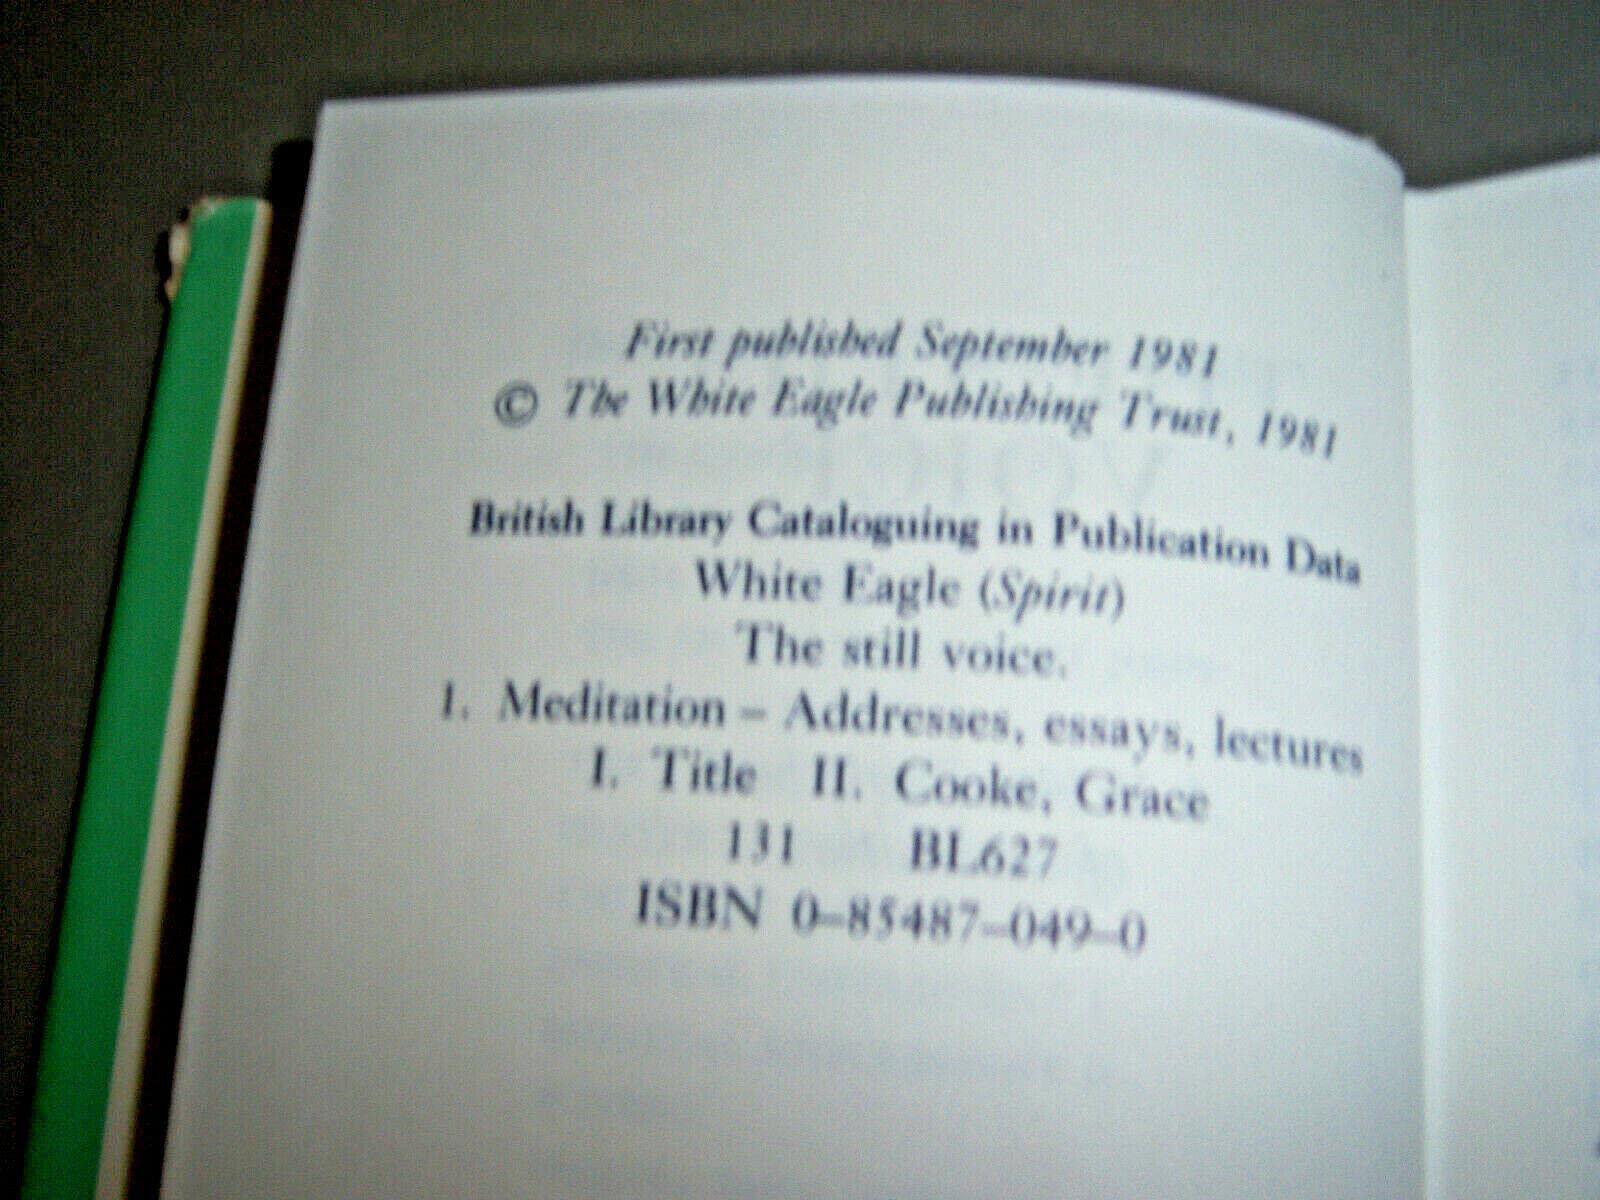 First published September 1981
© The White Eagle Publishing Trust, 1981
British Library Cataloguing in Publication Data
White Eagle (Spirit)
The still voice.
1. Meditation – Addresses, essays, lectures
I. Title II. Cooke, Grace
131 BL627
ISBN 0–85487–049–0